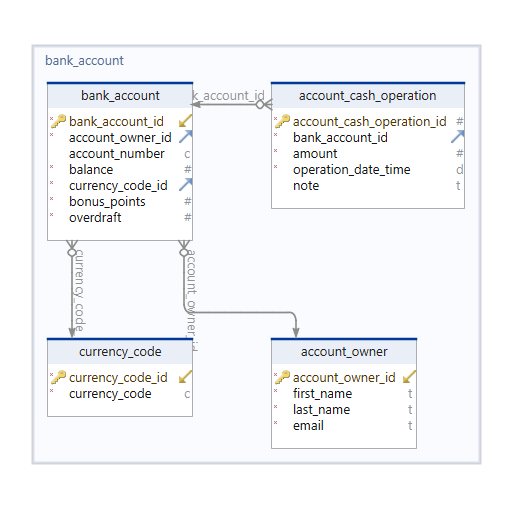 bank_account
bank_account
bank_account_id
account_owner_id
account_number c
balance #
currency_code_id
bonus_points #
overdraft #
k_account_id
account_cash_operation
account_cash_operation_id #
bank_account_id
amount #
operation_date_time d
note t
currency_code
account_owner_id
currency_code
currency_code_id
currency_code c
account_owner
account_owner_id
first_name t
last_name t
email t